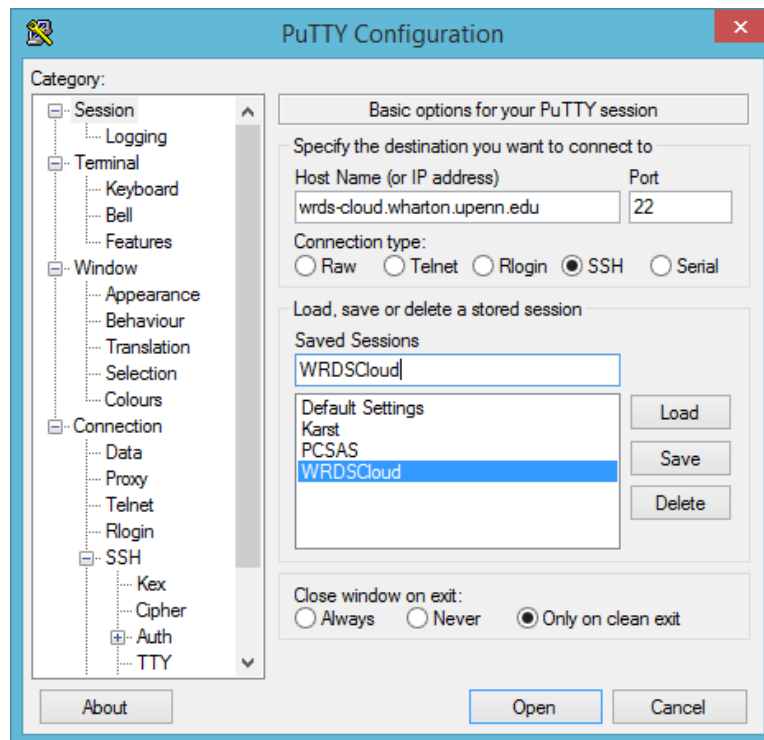 PuTTY Configuration
Category:
Session
Logging
Terminal
Keyboard
Bell
Features
Window
Appearance
Behaviour
Translation
Selection
Colours
Connection
Data
Proxy
Telnet
Rlogin
SSH
Kex
Cipher
Auth
TTY
Basic options for your PuTTY session
Specify the destination you want to connect to
Host Name (or IP address) Port
wrds-cloud.wharton.upenn.edu 22
Connection type:
Raw Telnet Rlogin SSH Serial
Load, save or delete a stored session
Saved Sessions
WRDSCloud
Default Settings
Karst
PCSAS
WRDSCloud
Load
Save
Delete
Close window on exit:
Always Never Only on clean exit
About Open Cancel